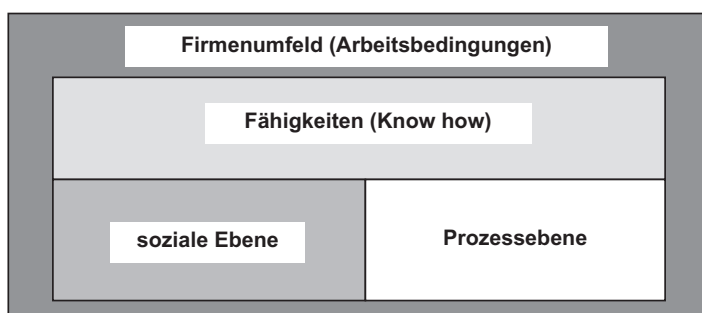 Firmenumfeld (Arbeitsbedingungen)
Fähigkeiten (Know how)
soziale Ebene
Prozessebene